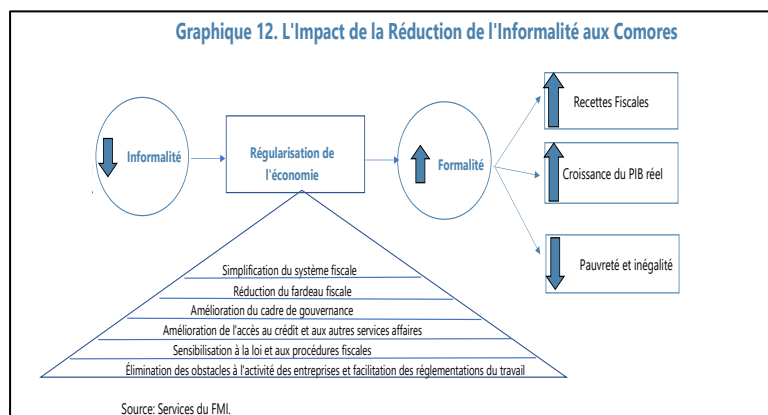 Graphique 12. L'Impact de la Réduction de l'Informalité aux Comores
Informalité
Régularisation de
l'économie
Formalité
Recettes Fiscales
Croissance du PIB réel
Pauvreté et inégalité
Simplification du système fiscale
Réduction du fardeau fiscale
Amélioration du cadre de gouvernance
Amélioration de l'accès au crédit et aux autres services affaires
Sensibilisation à la loi et aux procédures fiscales
Élimination des obstacles à l'activité des entreprises et facilitation des réglementations du travail
Source: Services du FMI.